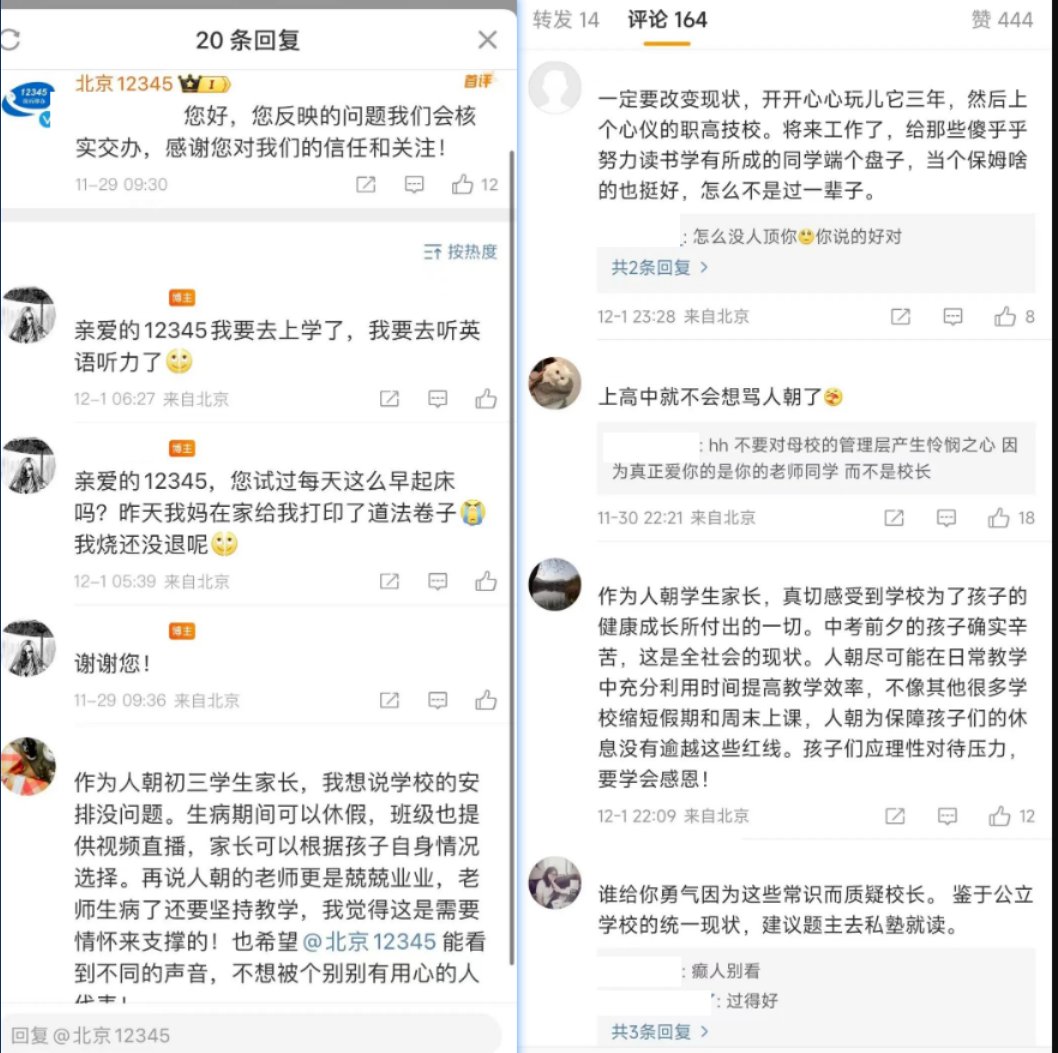 20 条回复
北京12345
I
首评
12345
您好，您反映的问题我们会核
实交办，感谢您对我们的信任和关注！
11-29 09:30
12
按热度
博主
亲爱的12345我要去上学了，我要去听英
语听力了
12-1 06:27 来自北京
博主
亲爱的12345，您试过每天这么早起床
吗？昨天我妈在家给我打印了道法卷子
我烧还没退呢
12-1 05:39 来自北京
博主
谢谢您！
11-29 09:36 来自北京
作为人朝初三学生家长，我想说学校的安
排没问题。生病期间可以休假，班级也提
供视频直播，家长可以根据孩子自身情况
选择。再说人朝的老师更是兢兢业业，老
师生病了还要坚持教学，我觉得这是需要
情怀来支撑的！也希望@北京12345 能看
到不同的声音，不想被个别别有用心的人
代表！
回复@北京12345
转发 14 评论 164 赞 444
一定要改变现状，开开心心玩儿它三年，然后上
个心仪的职高技校。将来工作了，给那些傻乎乎
努力读书学有所成的同学端个盘子，当个保姆啥
的也挺好，怎么不是过一辈子。
: 怎么没人顶你你说的好对
共2条回复 >
12-1 23:28 来自北京
8
上高中就不会想骂人朝了
: hh 不要对母校的管理层产生怜悯之心 因
为真正爱你的是你的老师同学 而不是校长
11-30 22:21 来自北京
18
作为人朝学生家长，真切感受到学校为了孩子的
健康成长所付出的一切。中考前夕的孩子确实辛
苦，这是全社会的现状。人朝尽可能在日常教学
中充分利用时间提高教学效率，不像其他很多学
校缩短假期和周末上课，人朝为保障孩子们的休
息没有逾越这些红线。孩子们应理性对待压力，
要学会感恩！
12-1 22:09 来自北京
12
谁给你勇气因为这些常识而质疑校长。 鉴于公立
学校的统一现状，建议题主去私塾就读。
: 癫人别看
: 过得好
共3条回复 >